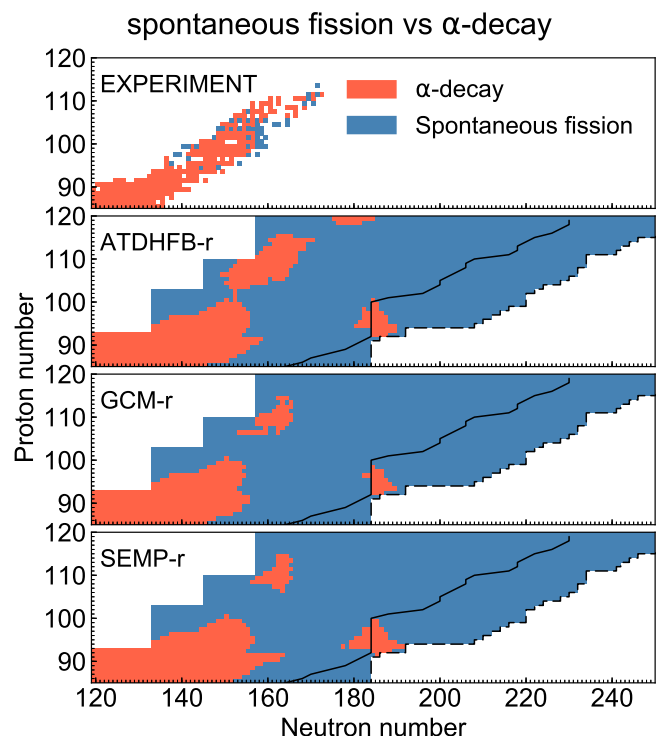 spontaneous fission vs α-decay
120
EXPERIMENT
α-decay
Spontaneous fission
110
100
90
120
ATDHFB-r
110
100
90
120
GCM-r
110
100
90
120
SEMP-r
110
100
90
Proton number
120 140 160 180 200 220 240
Neutron number